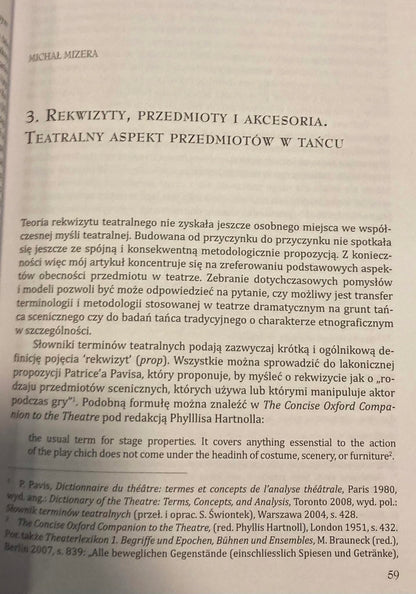 MICHAŁ MIZERA
3. REKWIZYTY, PRZEDMIOTY I AKCESORIA.
TEATRALNY ASPEKT PRZEDMIOTÓW W TAŃCU
Teoria rekwizytu teatralnego nie zyskała jeszcze osobnego miejsca we współ-
czesnej myśli teatralnej. Budowana od przyczynku do przyczynku nie spotkała
się jeszcze ze spójną i konsekwentną metodologicznie propozycją. Z koniecz-
ności więc mój artykuł koncentruje się na zreferowaniu podstawowych aspek-
tów obecności przedmiotu w teatrze. Zebranie dotychczasowych pomysłów
i modeli pozwoli być może odpowiedzieć na pytanie, czy możliwy jest transfer
terminologii i metodologii stosowanej w teatrze dramatycznym na grunt tań-
ca scenicznego czy do badań tańca tradycyjnego o charakterze etnograficznym
w szczególności.
Słowniki terminów teatralnych podają zazwyczaj krótką i ogólnikową de-
finicję pojęcia ‘rekwizyt’ (prop). Wszystkie można sprowadzić do lakonicznej
propozycji Patrice’a Pavisa, który proponuje, by myśleć o rekwizycie jako o „ro-
dzaju przedmiotów scenicznych, których używa lub którymi manipuluje aktor
podczas gry”¹. Podobną formułę można znaleźć w The Concise Oxford Compa-
nion to the Theatre pod redakcją Phylllisa Hartnolla:
the usual term for stage properties. It covers anything essntial to the action
of the play chich does not come under the headinh of costume, scenery, or furniture².
¹ P. Pavis, Dictionnaire du théâtre: termes et concepts de l’analyse théâtrale, Paris 1980,
wyd. ang.: Dictionary of the Theatre: Terms, Concepts, and Analysis, Toronto 2008, wyd. pol.:
Słownik terminów teatralnych (przeł. i oprac. S. Świontek), Warszawa 2004, s. 428.
² The Concise Oxford Companion to the Theatre, (red. Phyllis Hartnoll), London 1951, s. 432.
Por. także Theaterlexikon 1. Begriffe und Epochen, Bühnen und Ensembles, M. Brauneck (red.),
Berlin 2007, s. 839: „Alle beweglichen Gegenstände (einschliesslich Spiesen und Getränke),
59